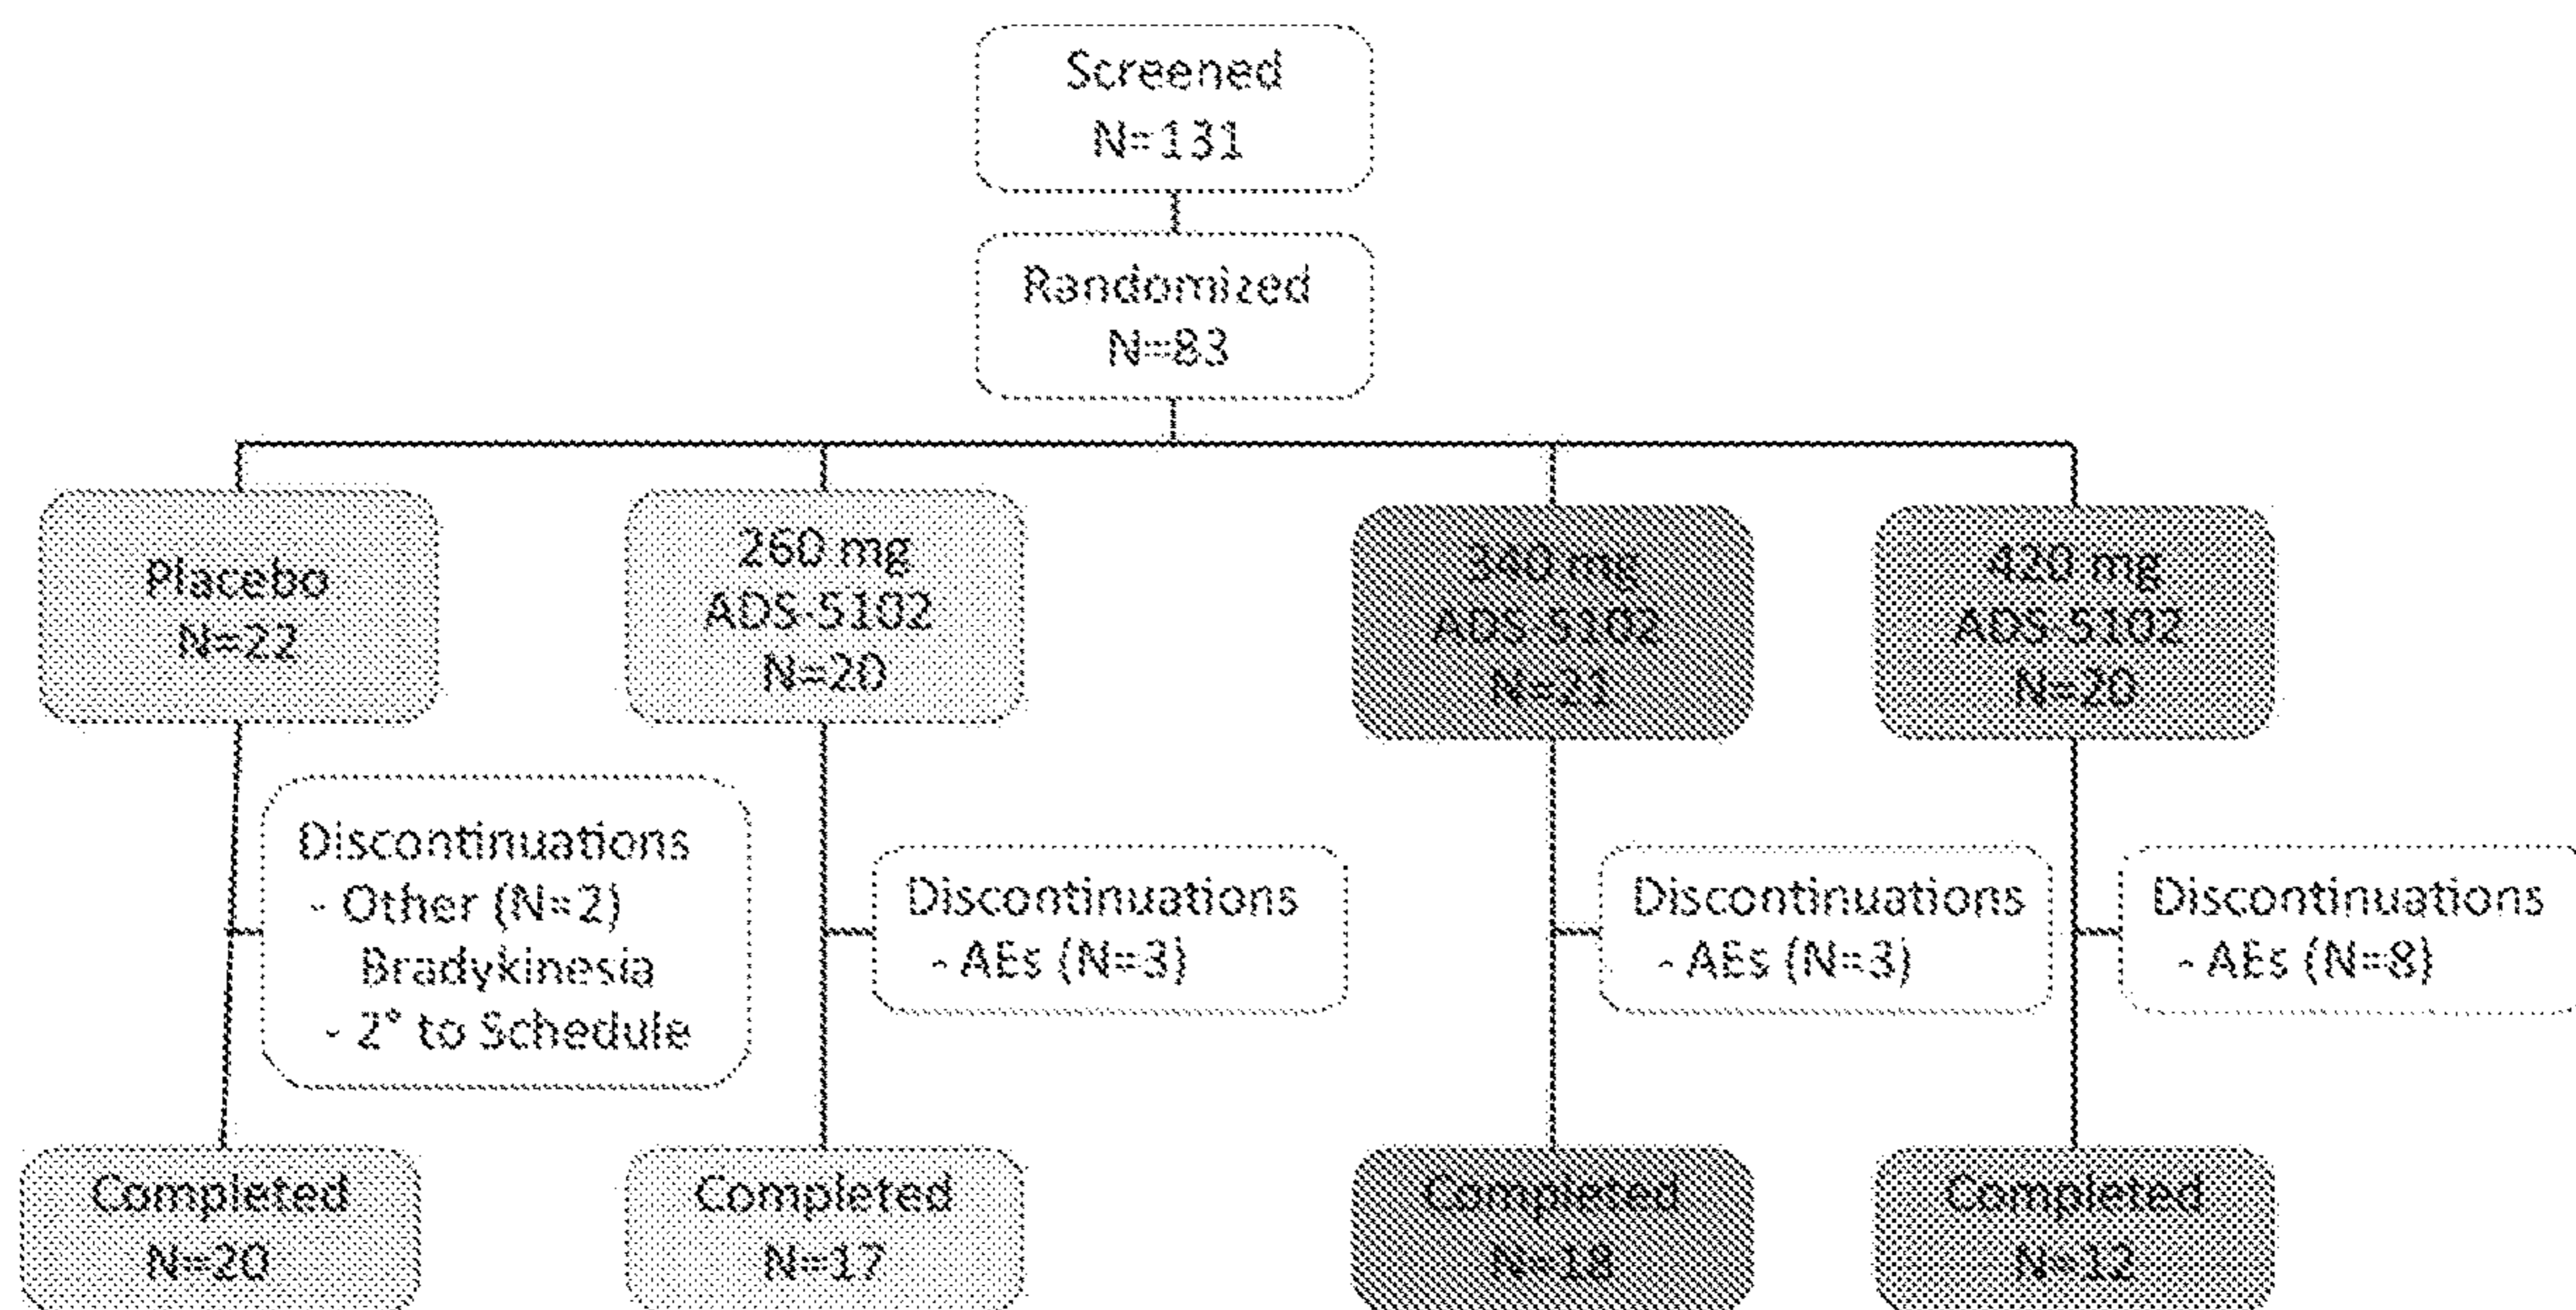 Screened
N=131
Randomized
N=83
Placebo
N=22
260 mg
ADS-5102
N=20
340 mg
ADS-5102
N=21
420 mg
ADS-5102
N=20
Discontinuations
- Other (N=2)
Bradykinesia
- 2° to Schedule
Discontinuations
- AEs (N=3)
Discontinuations
- AEs (N=3)
Discontinuations
- AEs (N=8)
Completed
N=20
Completed
N=17
Completed
N=18
Completed
N=12